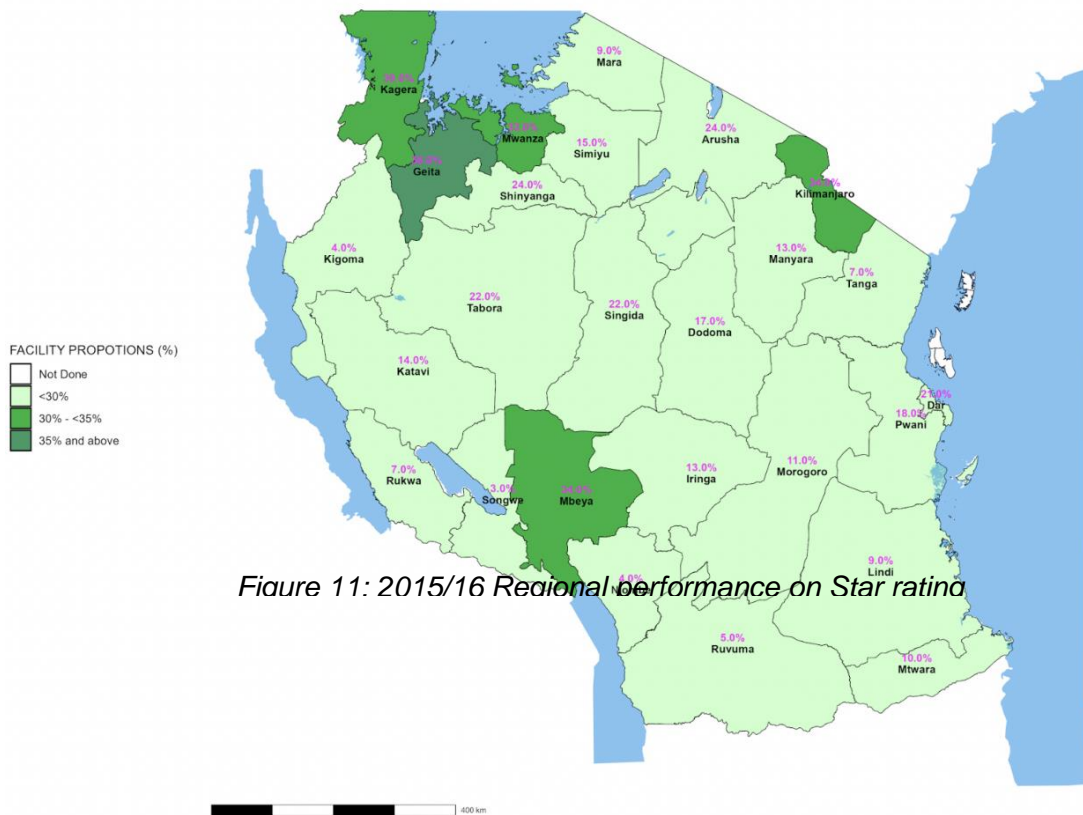 9.0%
Mara
Kagera
Mwanza
24.0%
Arusha
15.0%
Simiyu
Geita
24.0%
Shinyanga
Kilimanjaro
4.0%
Kigoma
13.0%
Manyara
7.0%
Tanga
22.0%
Tabora
22.0%
Singida
17.0%
Dodoma
FACILITY PROPOTIONS (%)
Not Done
<30%
30% - <35%
35% and above
14.0%
Katavi
21.0%
Dar
18.0%
Pwani
7.0%
Rukwa
3.0%
Songwe
Mbeya
13.0%
Iringa
11.0%
Morogoro
9.0%
Lindi
4.0%
Figure 11: 2015/16 Regional performance on Star rating
5.0%
Ruvuma
10.0%
Mtwara
400 km